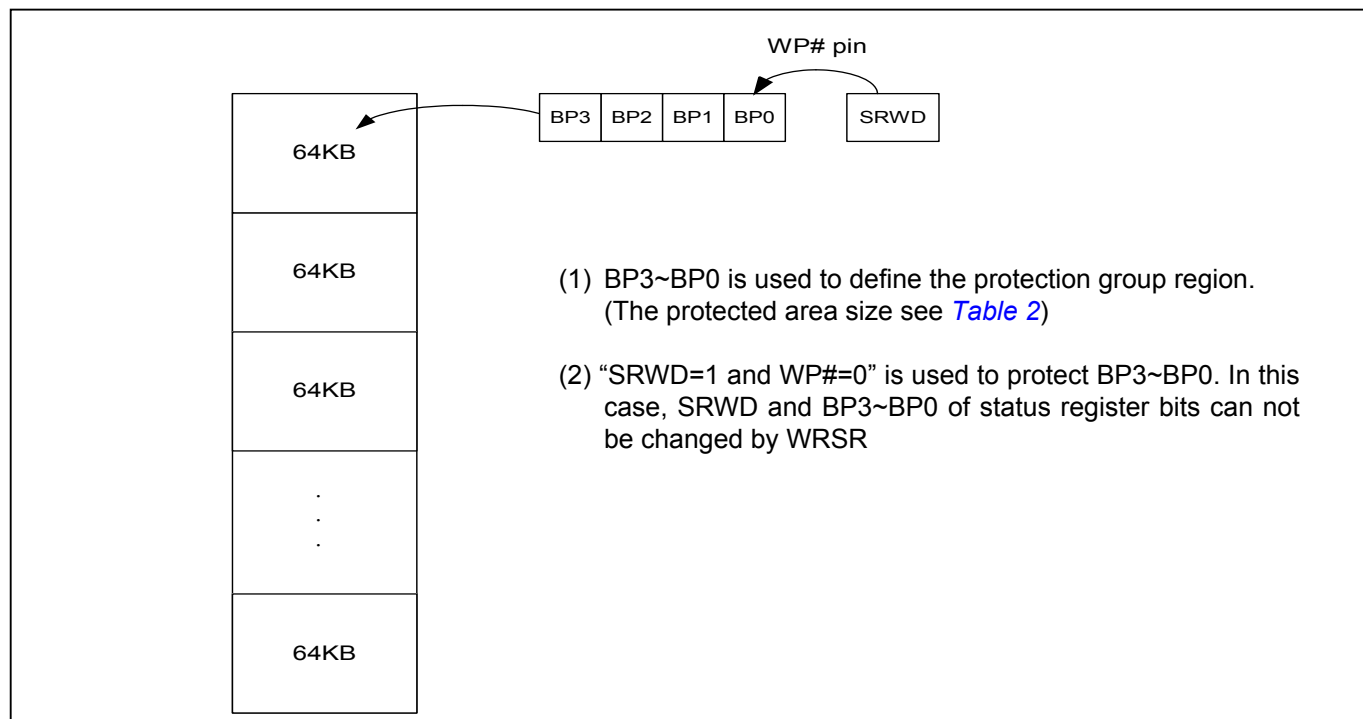 WP# pin
BP3 BP2 BP1 BP0 SRWD
64KB
64KB
64KB
.
.
.
64KB
(1) BP3~BP0 is used to define the protection group region.
(The protected area size see Table 2)
(2) “SRWD=1 and WP#=0” is used to protect BP3~BP0. In this
case, SRWD and BP3~BP0 of status register bits can not
be changed by WRSR